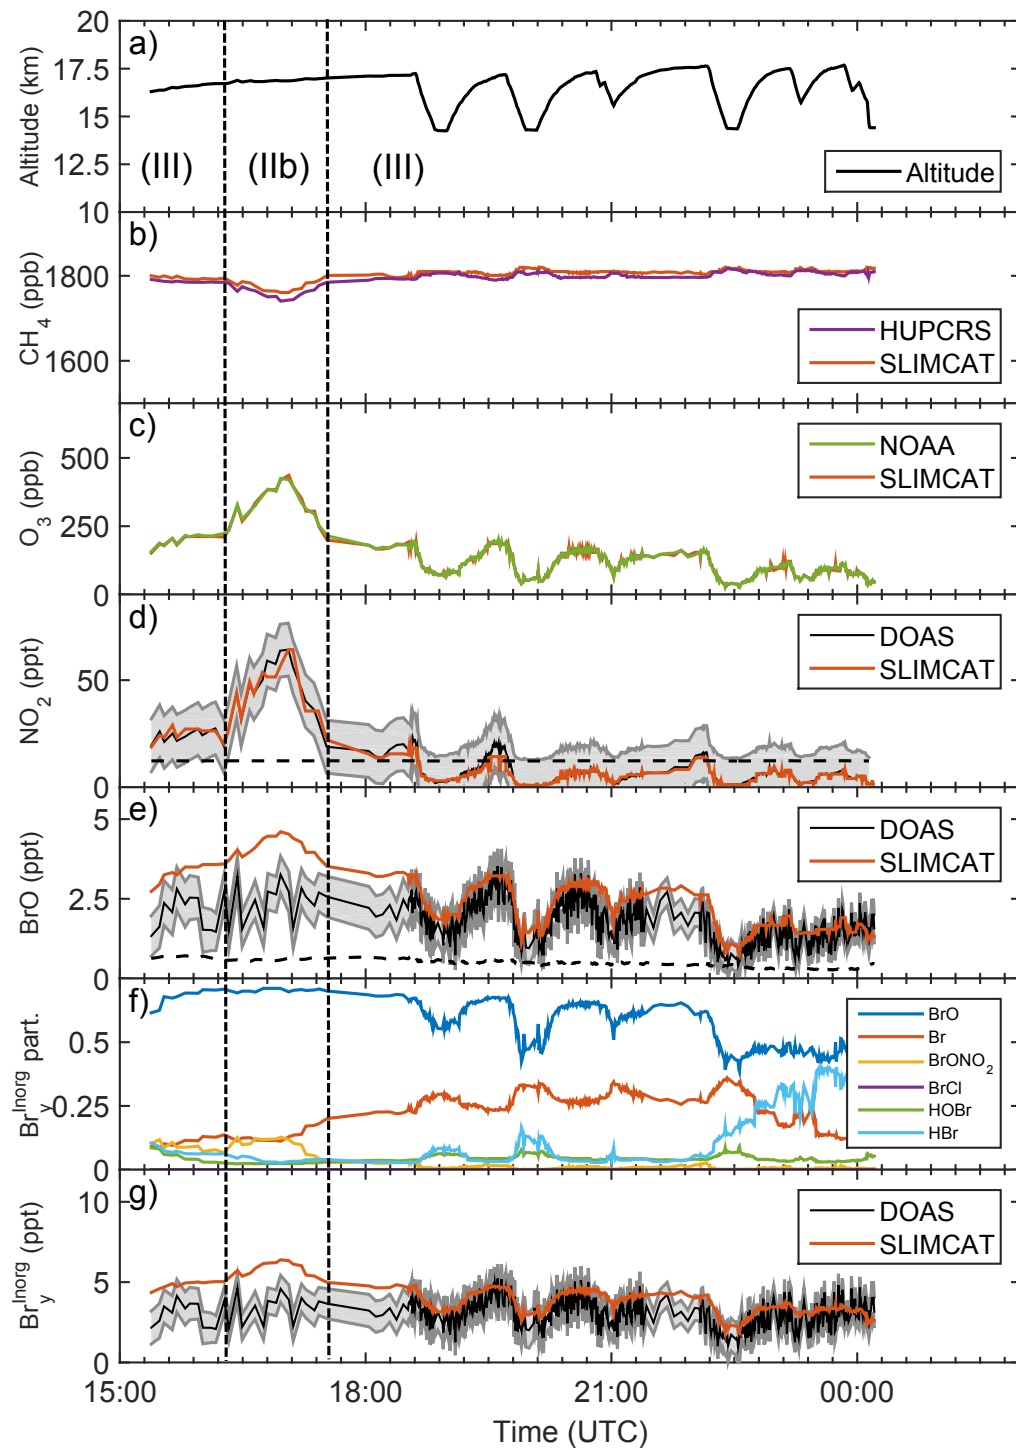 a)
20
17.5
15
12.5
10
Altitude (km)
(III)
(IIb)
(III)
Altitude
b)
1800
1600
CH4 (ppb)
HUPCRS
SLIMCAT
c)
500
250
0
O3 (ppb)
NOAA
SLIMCAT
d)
50
0
NO2 (ppt)
DOAS
SLIMCAT
e)
5
2.5
0
BrO (ppt)
DOAS
SLIMCAT
f)
0.5
0.25
0
Bry^Inorg part.
BrO
Br
BrONO2
BrCl
HOBr
HBr
g)
10
5
0
Bry^Inorg (ppt)
DOAS
SLIMCAT
15:00
18:00
21:00
00:00
Time (UTC)